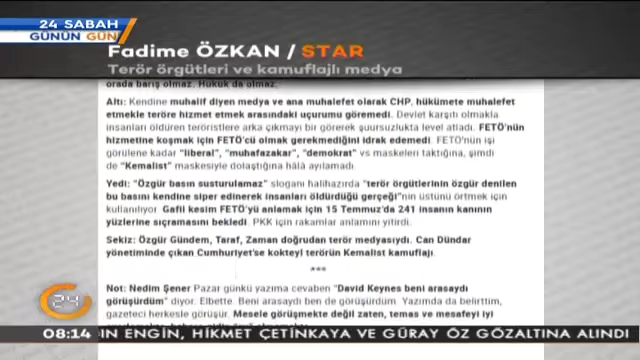 24 SABAH
GÜNÜN GÜN
Fadime ÖZKAN / STAR
Terör örgütleri ve kamuflajlı medya
orada barış olmaz. Hukuk da olmaz.
Altı: Kendine muhalif diyen medya ve ana muhalefet olarak CHP, hükümete muhalefet
etmekle teröre hizmet etmek arasındaki uçurumu göremedi. Devlet karşıtı olmakla
insanları öldüren teröristlere arka çıkmayı bir görerek şuursuzlukta level atladı. FETÖ'nün
hizmetine koşmak için FETÖ'cü olmak gerekmediğini idrak edemedi. FETÖ'nün işi
görülene kadar "liberal", "muhafazakar", "demokrat" vs maskeleri taktığına, şimdi
de "Kemalist" maskesiyle dolaştığına hâlâ ayılamadı.
Yedi: "Özgür basın susturulamaz" sloganı halihazırda "terör örgütlerinin özgür denilen
bu basını kendine siper edinerek insanları öldürdüğü gerçeği"nin üstünü örtmek için
kullanılıyor. Gafil kesim FETÖ'yü anlamak için 15 Temmuz'da 241 insanın kanının
yüzlerine sıçramasını bekledi. PKK için rakamlar anlamını yitirdi.
Sekiz: Özgür Gündem, Taraf, Zaman doğrudan terör medyasıydı. Can Dündar
yönetiminde çıkan Cumhuriyet'se kokteyl terörün Kemalist kamuflajı.
***
Not: Nedim Şener Pazar günkü yazıma cevaben "David Keynes beni arasaydı
görüşürdüm" diyor. Elbette. Beni arasaydı ben de görüşürdüm. Yazımda da belirttim,
gazeteci herkesle görüşür. Mesele görüşmekte değil zaten, temas ve mesafeyi iyi
24
08:14 IN ENGİN, HİKMET ÇETİNKAYA VE GÜRAY ÖZ GÖZALTINA ALINDI